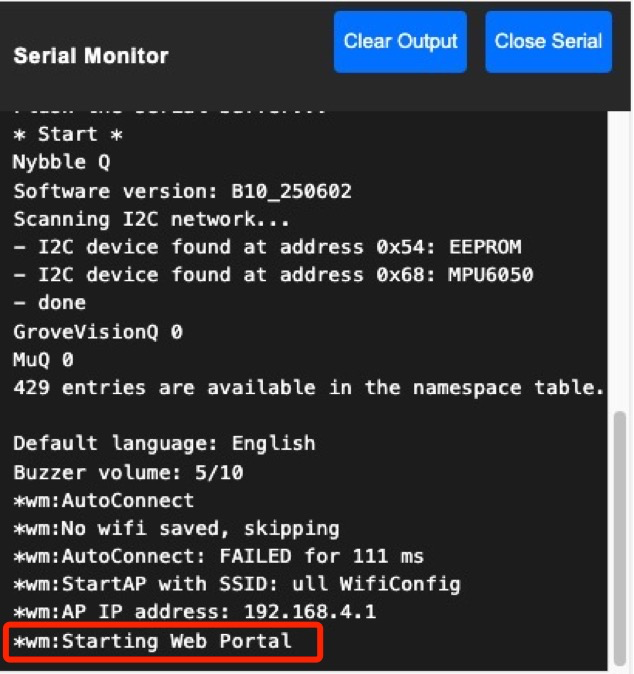 Serial Monitor
Clear Output
Close Serial
* Start *
Nybble Q
Software version: B10_250602
Scanning I2C network...
- I2C device found at address 0x54: EEPROM
- I2C device found at address 0x68: MPU6050
- done
GroveVisionQ 0
MuQ 0
429 entries are available in the namespace table.
Default language: English
Buzzer volume: 5/10
*wm:AutoConnect
*wm:No wifi saved, skipping
*wm:AutoConnect: FAILED for 111 ms
*wm:StartAP with SSID: ull WifiConfig
*wm:AP IP address: 192.168.4.1
*wm:Starting Web Portal